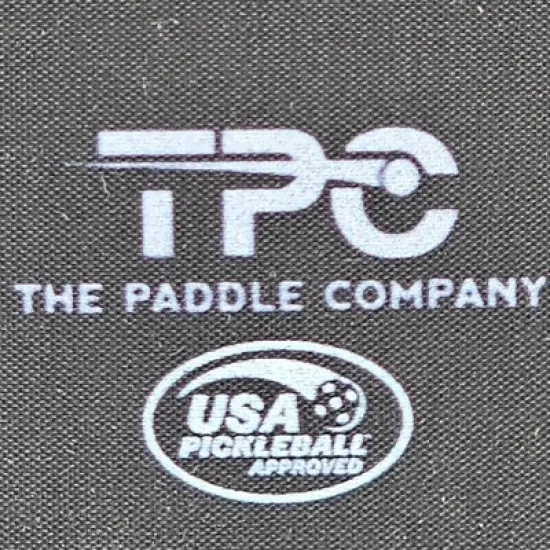 TPC
THE PADDLE COMPANY
USA
PICKLEBALL
APPROVED